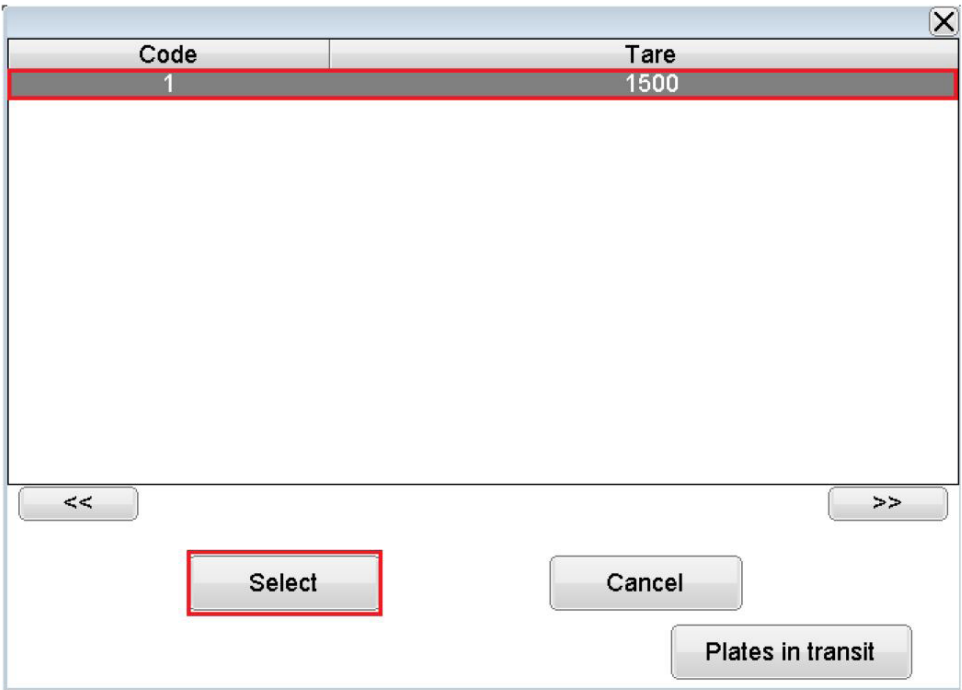 Code Tare
1 1500
<< >>
Select Cancel
Plates in transit